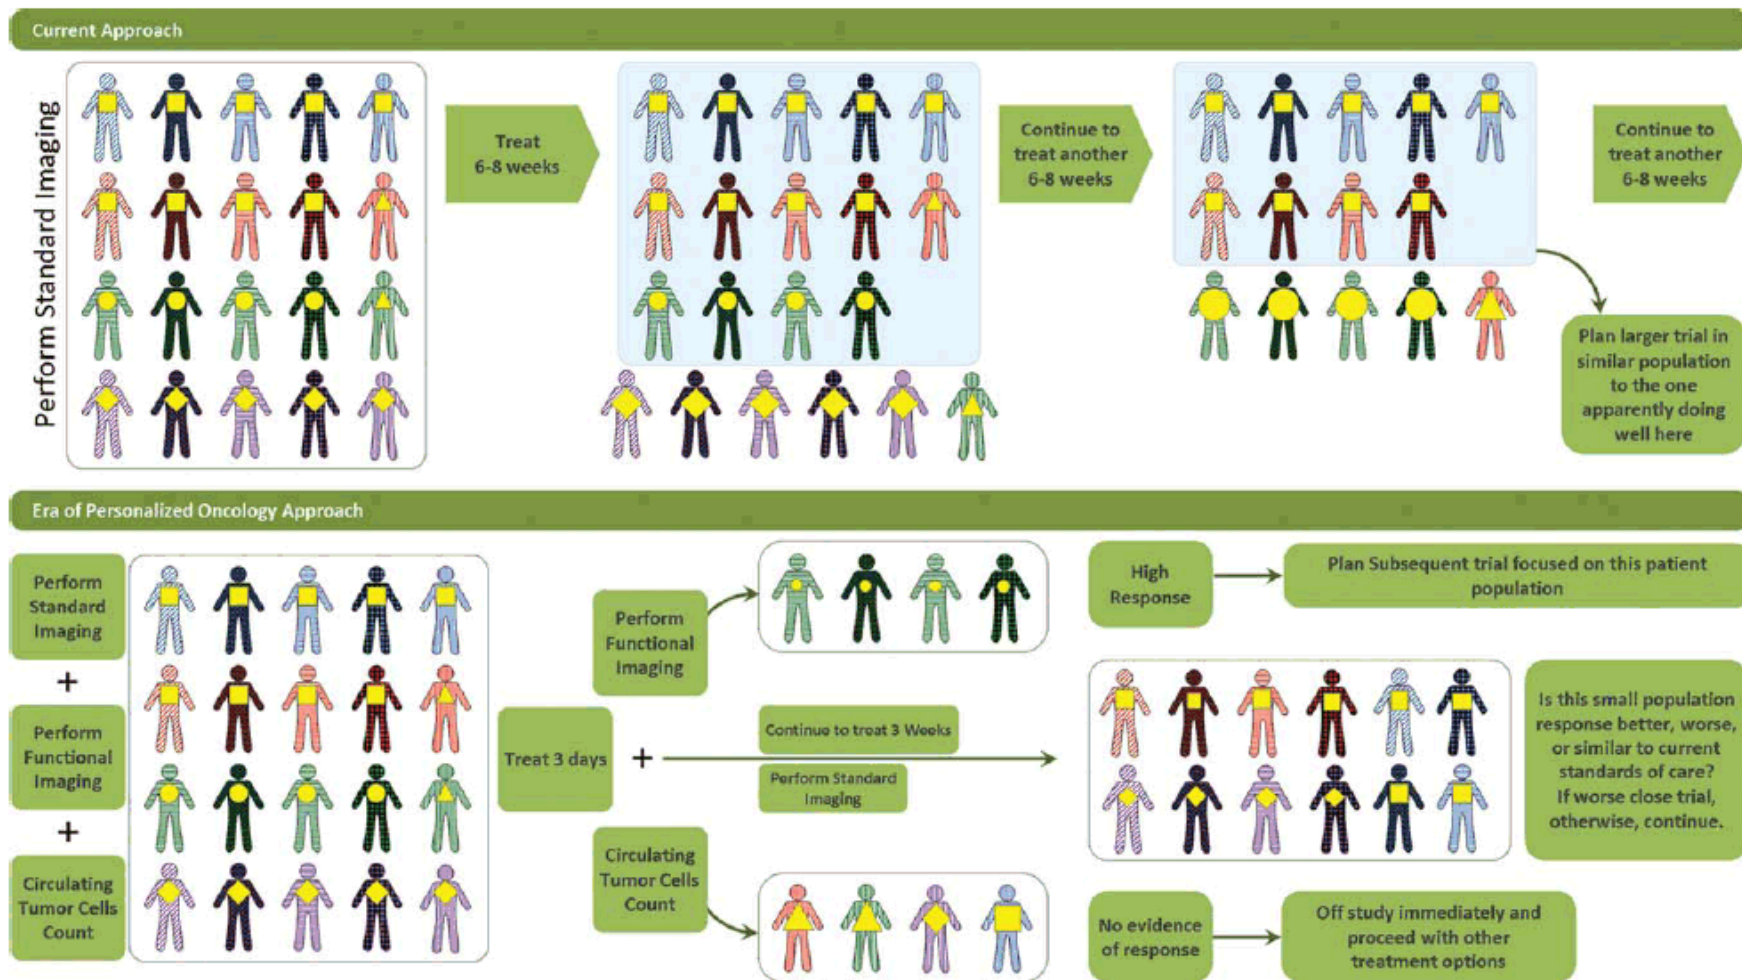 Current Approach
Perform Standard Imaging
Treat
6-8 weeks
Continue to
treat another
6-8 weeks
Continue to
treat another
6-8 weeks
Plan larger trial in
similar population
to the one
apparently doing
well here
Era of Personalized Oncology Approach
Perform
Standard
Imaging
+
Perform
Functional
Imaging
+
Circulating
Tumor Cells
Count
Treat 3 days
+
Perform
Functional
Imaging
Continue to treat 3 Weeks
Perform Standard
Imaging
Circulating
Tumor Cells
Count
High
Response
Plan Subsequent trial focused on this patient
population
Is this small population
response better, worse,
or similar to current
standards of care?
If worse close trial,
otherwise, continue.
No evidence
of response
Off study immediately and
proceed with other
treatment options